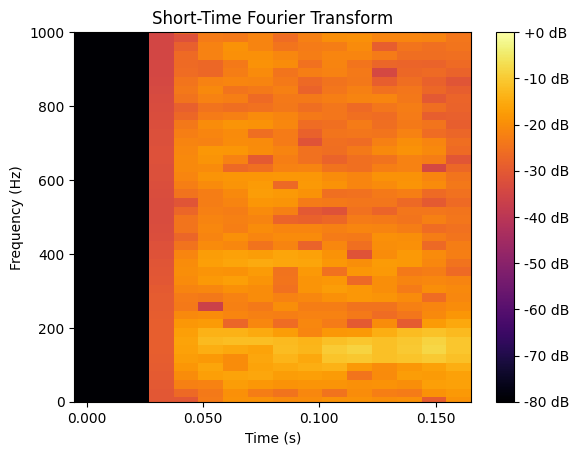 Short-Time Fourier Transform
1000
800
600
400
200
0
Frequency (Hz)
0.000
0.050
0.100
0.150
Time (s)
+0 dB
-10 dB
-20 dB
-30 dB
-40 dB
-50 dB
-60 dB
-70 dB
-80 dB